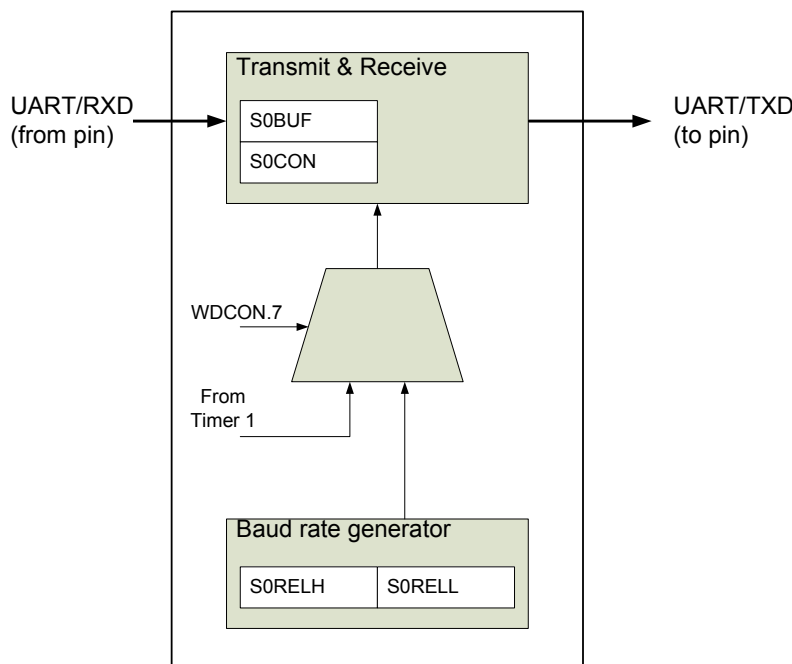 Transmit & Receive
UART/RXD
(from pin)
S0BUF
S0CON
UART/TXD
(to pin)
WDCON.7
From
Timer 1
Baud rate generator
S0RELH
S0RELL